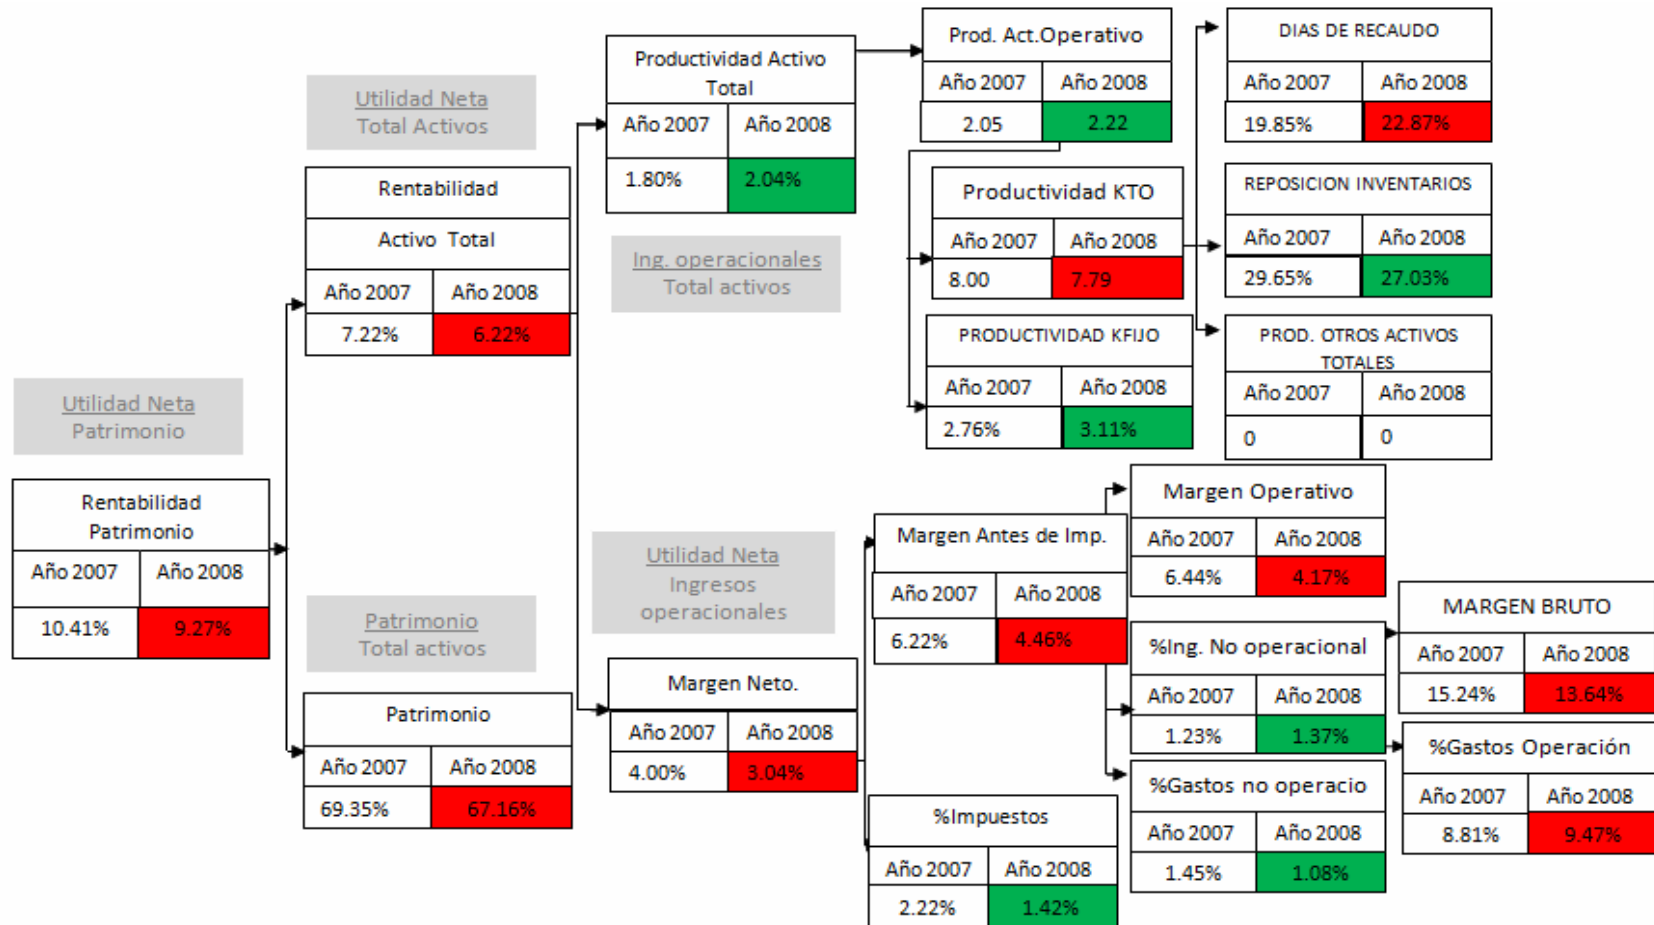 Utilidad Neta
Patrimonio
Rentabilidad
Patrimonio
Año 2007 Año 2008
10.41% 9.27%
Utilidad Neta
Total Activos
Rentabilidad
Activo Total
Año 2007 Año 2008
7.22% 6.22%
Patrimonio
Total activos
Patrimonio
Año 2007 Año 2008
69.35% 67.16%
Productividad Activo
Total
Año 2007 Año 2008
1.80% 2.04%
Ing. operacionales
Total activos
Utilidad Neta
Ingresos
operacionales
Margen Neto.
Año 2007 Año 2008
4.00% 3.04%
Prod. Act.Operativo
Año 2007 Año 2008
2.05 2.22
Productividad KTO
Año 2007 Año 2008
8.00 7.79
PRODUCTIVIDAD KFIJO
Año 2007 Año 2008
2.76% 3.11%
DIAS DE RECAUDO
Año 2007 Año 2008
19.85% 22.87%
REPOSICION INVENTARIOS
Año 2007 Año 2008
29.65% 27.03%
PROD. OTROS ACTIVOS
TOTALES
Año 2007 Año 2008
0 0
Margen Antes de Imp.
Año 2007 Año 2008
6.22% 4.46%
%Impuestos
Año 2007 Año 2008
2.22% 1.42%
Margen Operativo
Año 2007 Año 2008
6.44% 4.17%
%Ing. No operacional
Año 2007 Año 2008
1.23% 1.37%
%Gastos no operacio
Año 2007 Año 2008
1.45% 1.08%
MARGEN BRUTO
Año 2007 Año 2008
15.24% 13.64%
%Gastos Operación
Año 2007 Año 2008
8.81% 9.47%